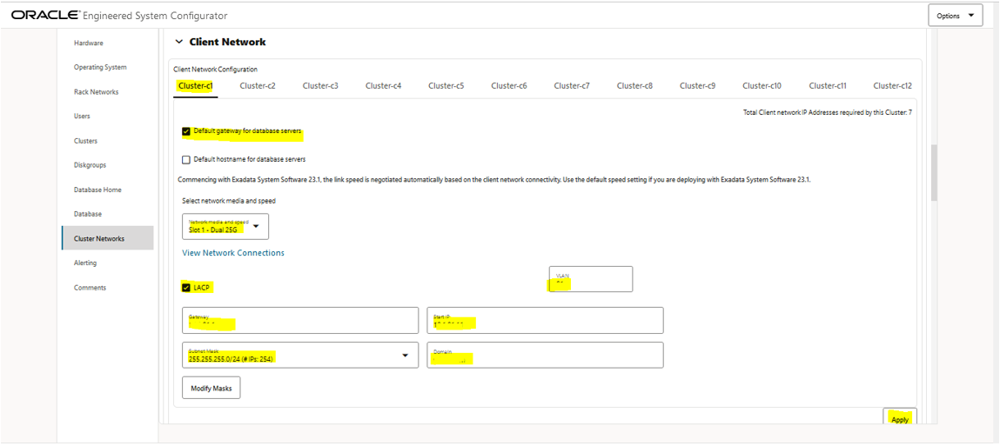 ORACLE® Engineered System Configurator
Options
Hardware
Operating System
Rack Networks
Users
Clusters
Diskgroups
Database Home
Database
Cluster Networks
Alerting
Comments
Client Network
Client Network Configuration
Cluster-c1 Cluster-c2 Cluster-c3 Cluster-c4 Cluster-c5 Cluster-c6 Cluster-c7 Cluster-c8 Cluster-c9 Cluster-c10 Cluster-c11 Cluster-c12
Total Client network IP Addresses required by this Cluster: 7
Default gateway for database servers
Default hostname for database servers
Commencing with Exadata System Software 23.1, the link speed is negotiated automatically based on the client network connectivity. Use the default speed setting if you are deploying with Exadata System Software 23.1.
Select network media and speed
Network media and speed
Slot 1 - Dual 25G
View Network Connections
VLAN
LACP
Gateway
Start IP
Subnet Mask
255.255.255.0/24 (# IPs: 254)
Domain
Modify Masks
Apply